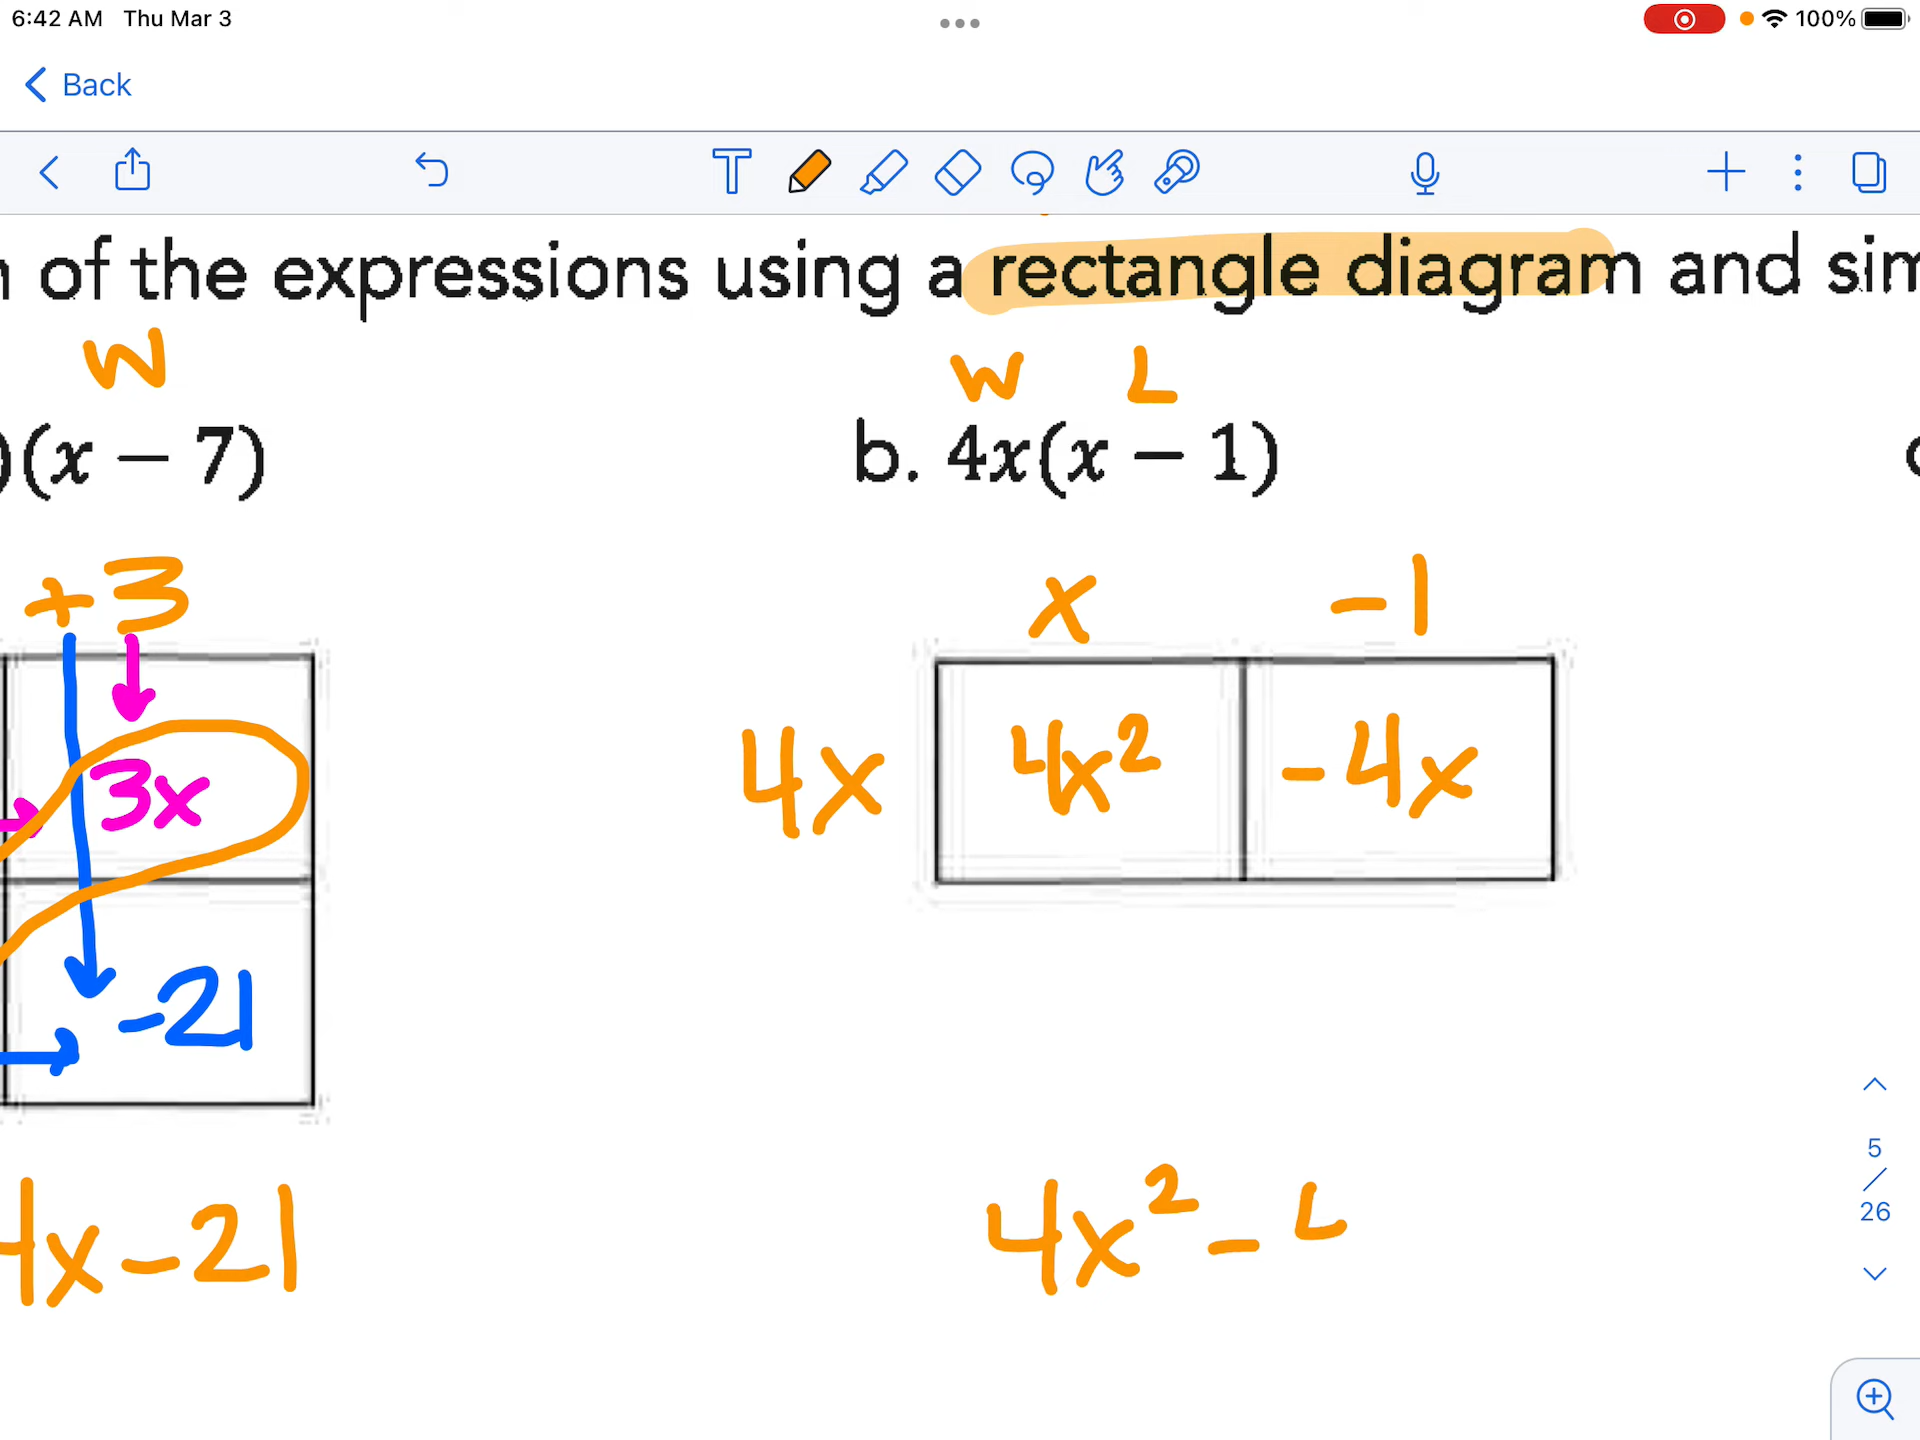 6:42 AM Thu Mar 3 100%
Back
of the expressions using a rectangle diagram and sim
W
W L
)(x − 7)
b. 4x(x − 1)
+3
x -1
3x
4x 4x² -4x
-21
4x-21
4x² -
5
/
26